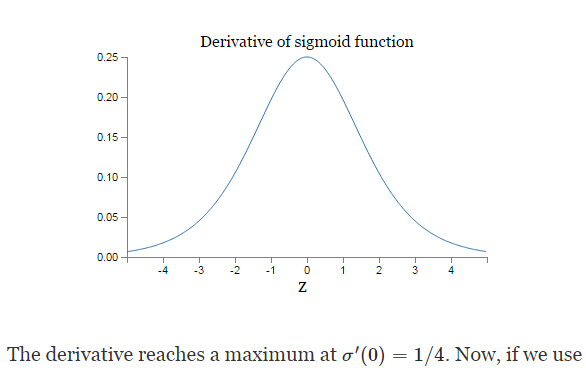 Derivative of sigmoid function
0.25
0.20
0.15
0.10
0.05
0.00
-4 -3 -2 -1 0 1 2 3 4
Z
The derivative reaches a maximum at σ′(0) = 1/4. Now, if we use